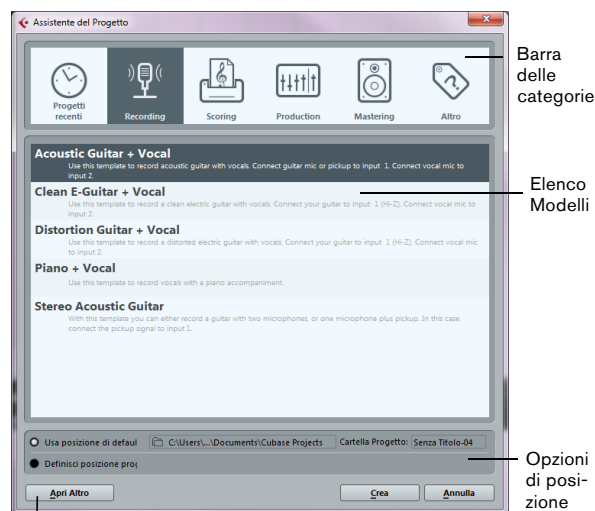 Assistente del Progetto
Barra
delle
categorie
Progetti
recenti
Recording
Scoring
Production
Mastering
Altro
Acoustic Guitar + Vocal
Use this template to record acoustic guitar with vocals. Connect guitar mic or pickup to input 1. Connect vocal mic to
input 2.
Clean E-Guitar + Vocal
Use this template to record a clean electric guitar with vocals. Connect your guitar to input 1 (Hi-Z). Connect vocal mic to
input 2.
Elenco
Modelli
Distortion Guitar + Vocal
Use this template to record a distorted electric guitar with vocals. Connect your guitar to input 1 (Hi-Z). Connect vocal mic
to input 2.
Piano + Vocal
Use this template to record vocals with a piano accompaniment.
Stereo Acoustic Guitar
With this template you can either record a guitar with two microphones, or one microphone plus pickup. In this case,
connect the pickup signal to input 1.
Usa posizione di defaul
C:\Users\...\Documents\Cubase Projects
Cartella Progetto:
Senza Titolo-04
Definisci posizione prog
Opzioni
di posi-
zione
Apri Altro
Crea
Annulla